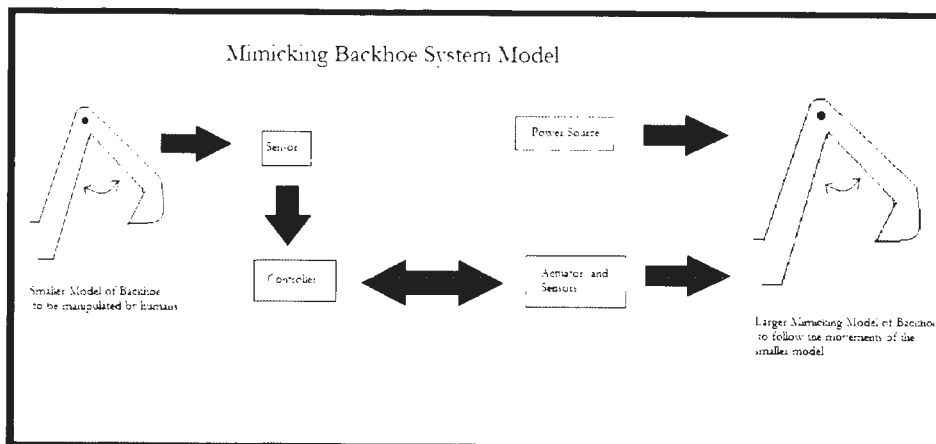 Mimicking Backhoe System Model
Sensor
Power Source
Controller
Actuator and
Sensors
Smaller Model of Backhoe
to be manipulated by humans
Larger Mimicking Model of Backhoe
to follow the movements of the
smaller model